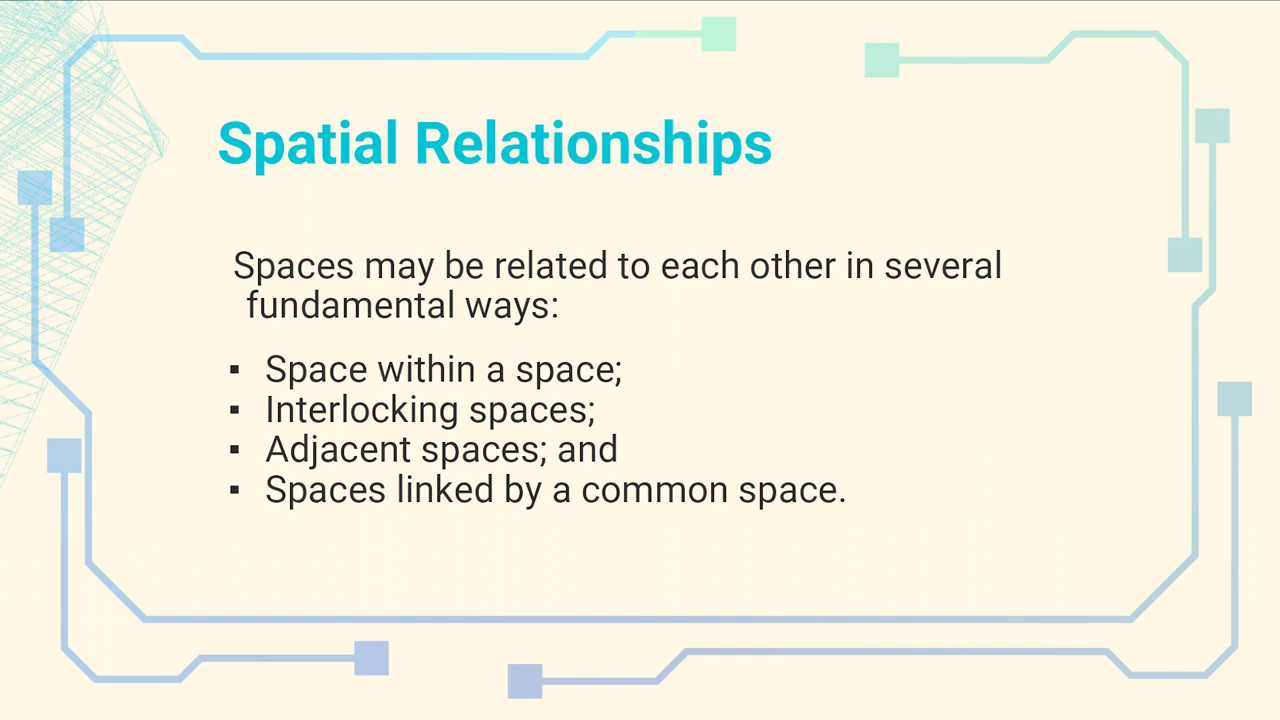 Spatial Relationships
Spaces may be related to each other in several
fundamental ways:
▪ Space within a space;
▪ Interlocking spaces;
▪ Adjacent spaces; and
▪ Spaces linked by a common space.